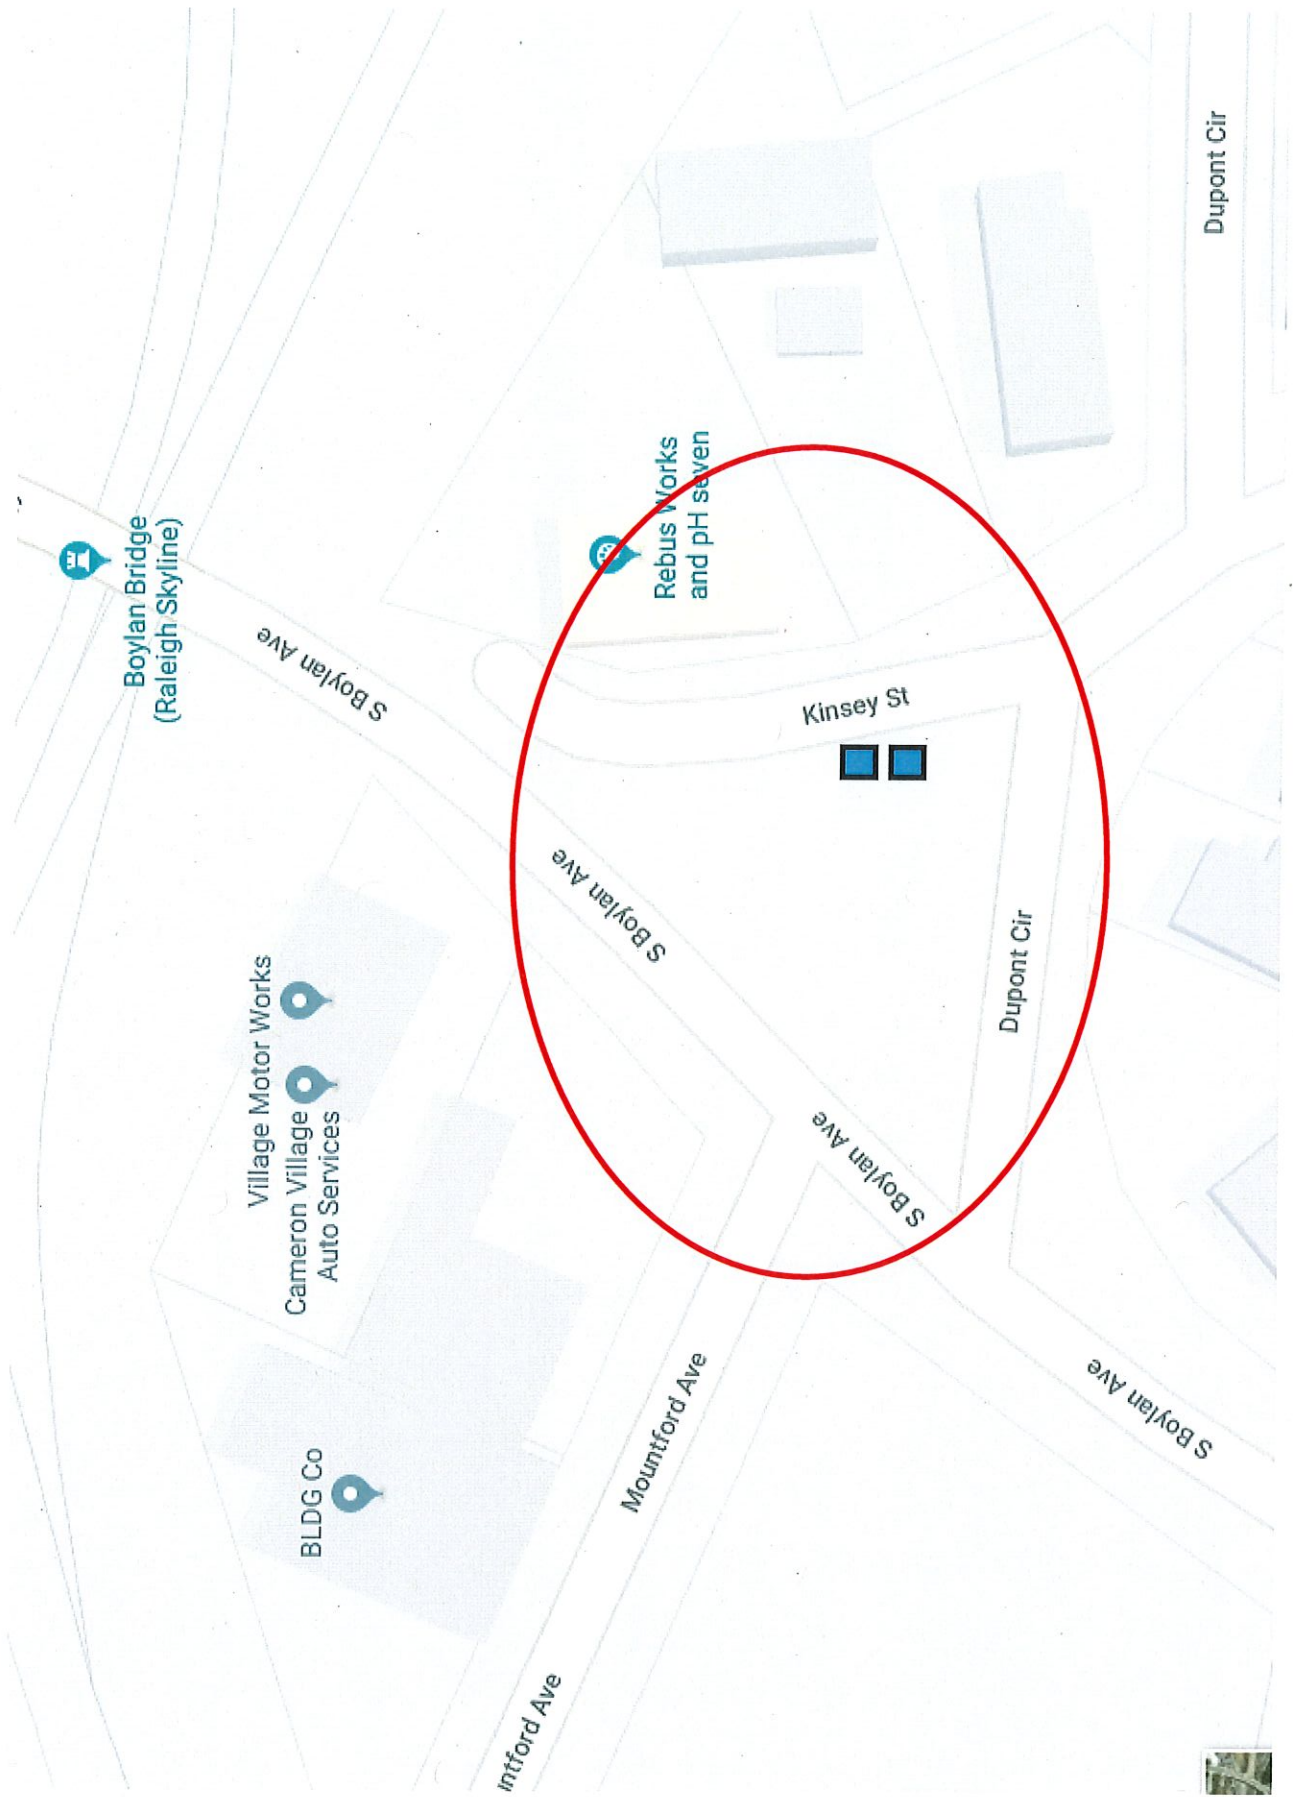 Boylan Bridge
(Raleigh Skyline)
S Boylan Ave
Rebus Works
and pH seven
Dupont Cir
Kinsey St
S Boylan Ave
Village Motor Works
Cameron Village
Auto Services
Dupont Cir
S Boylan Ave
BLDG Co
Mountford Ave
S Boylan Ave
ntford Ave